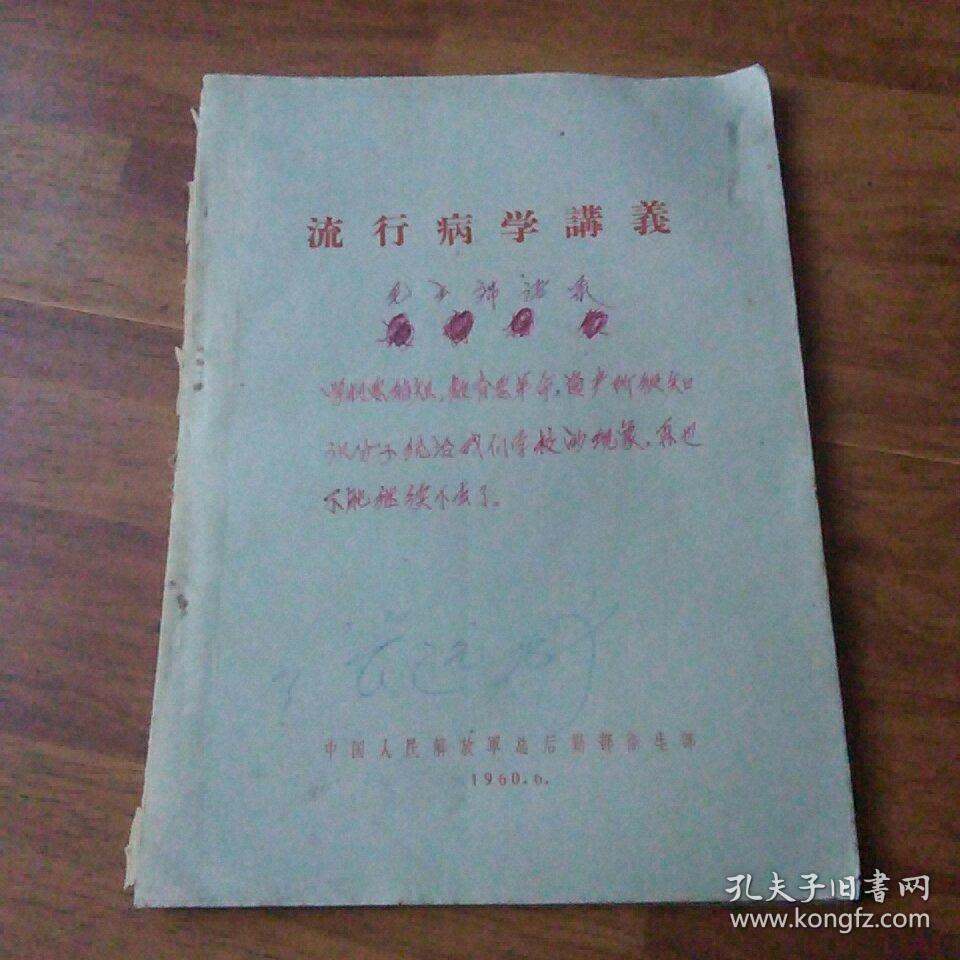 流行病学講義
毛主席语录
学制要缩短，教育要革命，资产阶级知
识分子统治我们学校的现象，再也
不能继续下去了。
中国人民解放軍总后勤部衛生部
1960.6.
孔夫子旧書网
www.kongfz.com